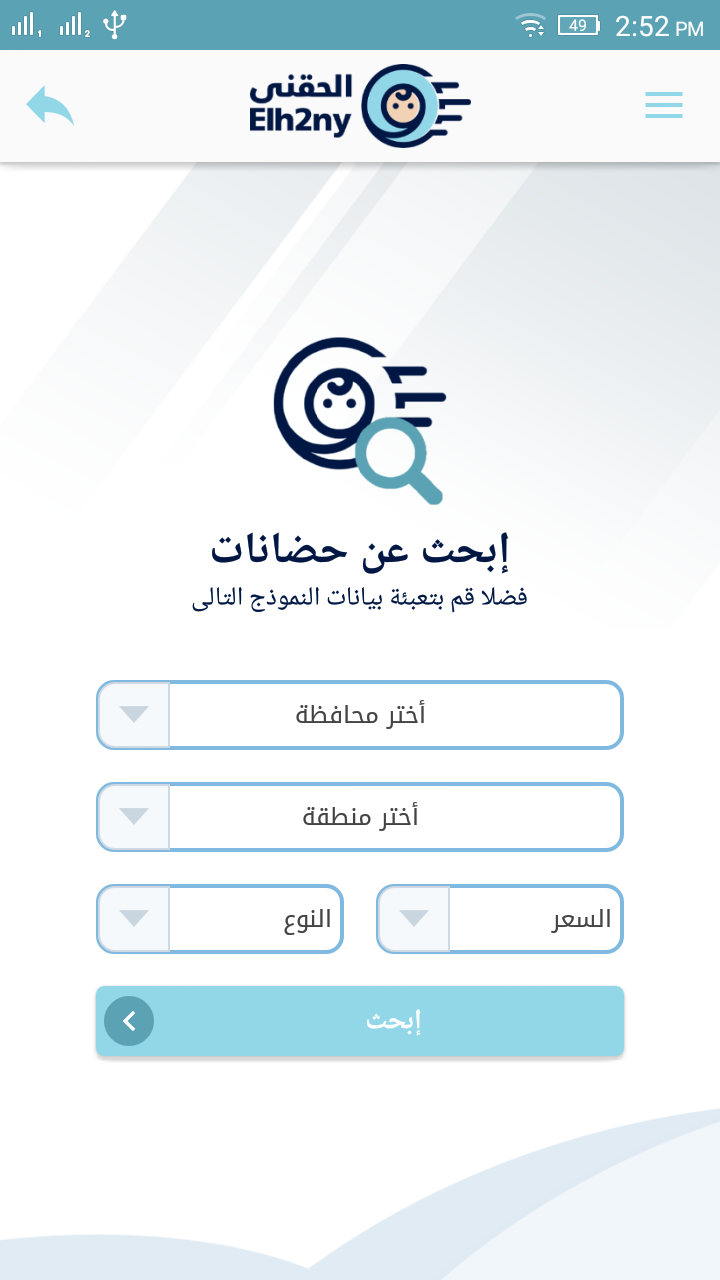 1 2 49 2:52 PM
الحقنى
Elh2ny
إبحث عن حضانات
فضلا قم بتعبئة بيانات النموذج التالى
أختر محافظة
أختر منطقة
السعر
النوع
إبحث